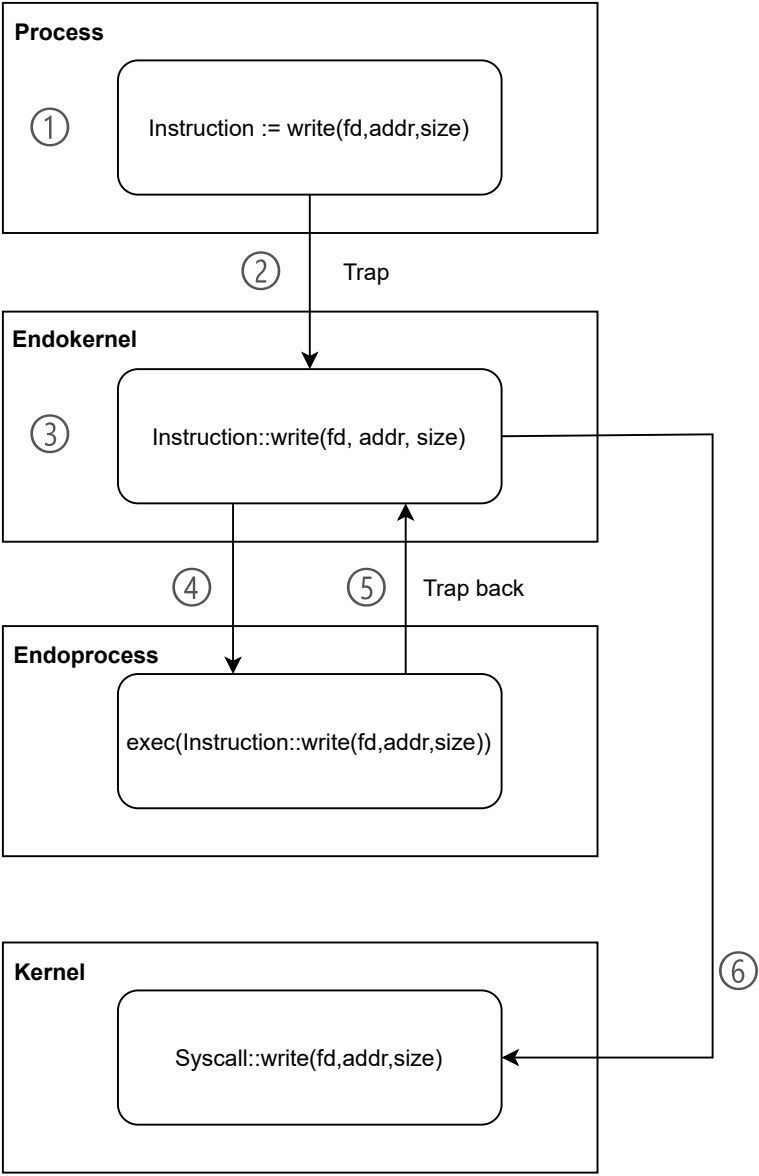 Process
① Instruction := write(fd,addr,size)
② Trap
Endokernel
③ Instruction::write(fd, addr, size)
④ ⑤ Trap back
Endoprocess
exec(Instruction::write(fd,addr,size))
Kernel
⑥
Syscall::write(fd,addr,size)